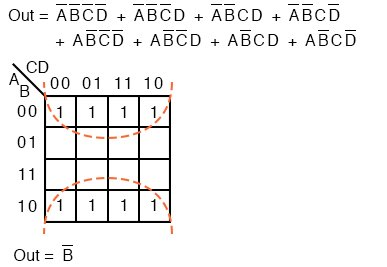 Out = A̅B̅C̅D̅ + A̅B̅C̅D + A̅B̅CD + A̅B̅CD̅
+ AB̅C̅D̅ + AB̅C̅D + AB̅CD + AB̅CD̅
CD
A
B
00 01 11 10
00 1 1 1 1
01
11
10 1 1 1 1
Out = B̅